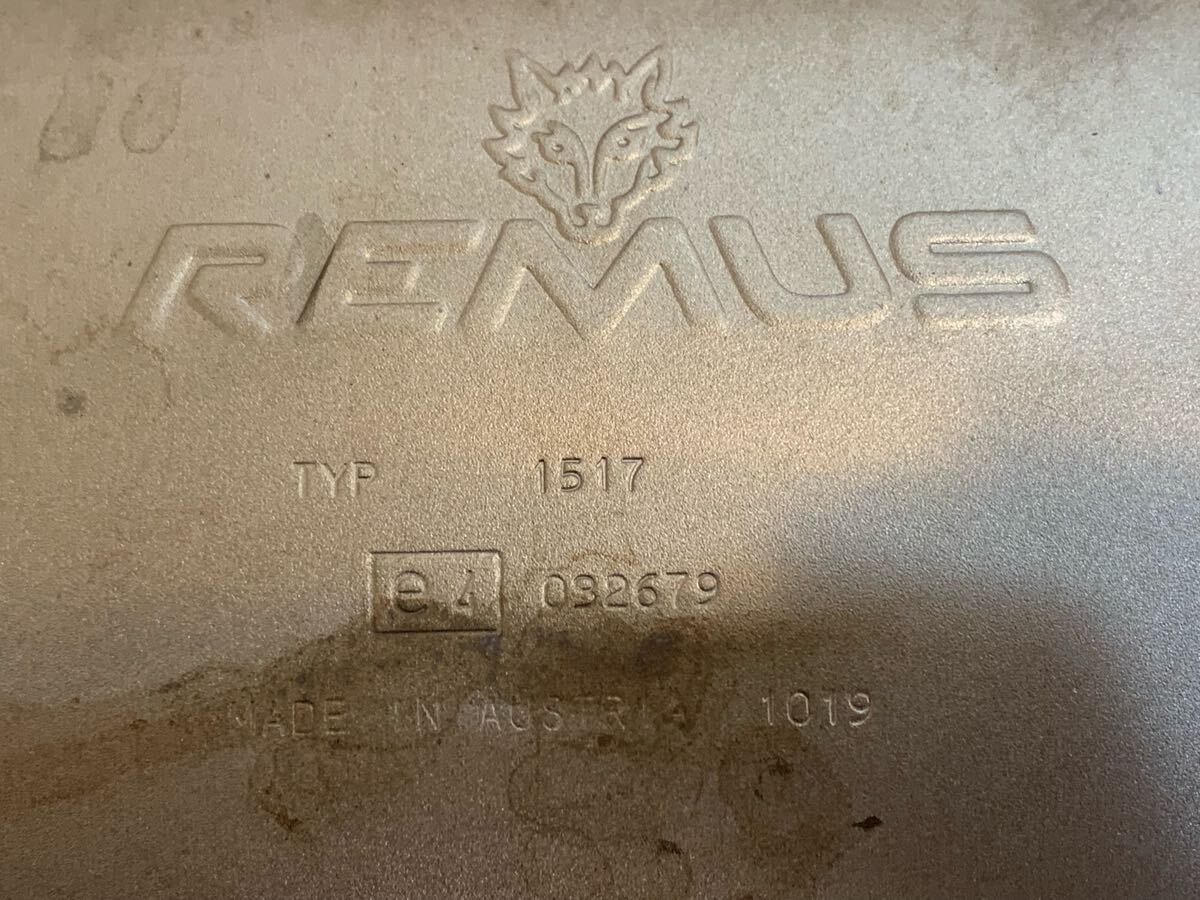 REMUS
TYP 1517
e4 032679
MADE IN AUSTRIA 1019